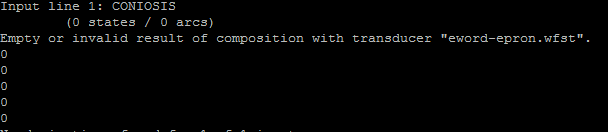 Input line 1: CONIOSIS
(0 states / 0 arcs)
Empty or invalid result of composition with transducer "eword-epron.wfst".
0
0
0
0
0